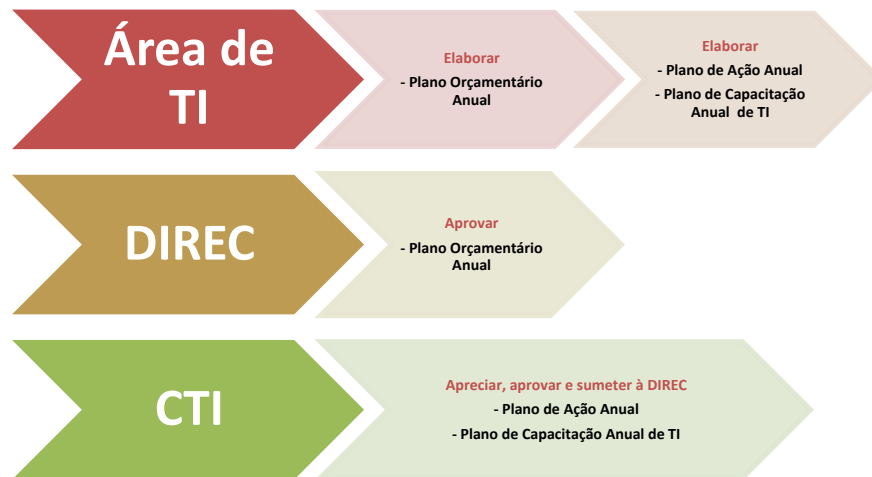 Área de
TI
Elaborar
- Plano Orçamentário
Anual
Elaborar
- Plano de Ação Anual
- Plano de Capacitação
Anual de TI
DIREC
Aprovar
- Plano Orçamentário
Anual
CTI
Apreciar, aprovar e sumeter à DIREC
- Plano de Ação Anual
- Plano de Capacitação Anual de TI